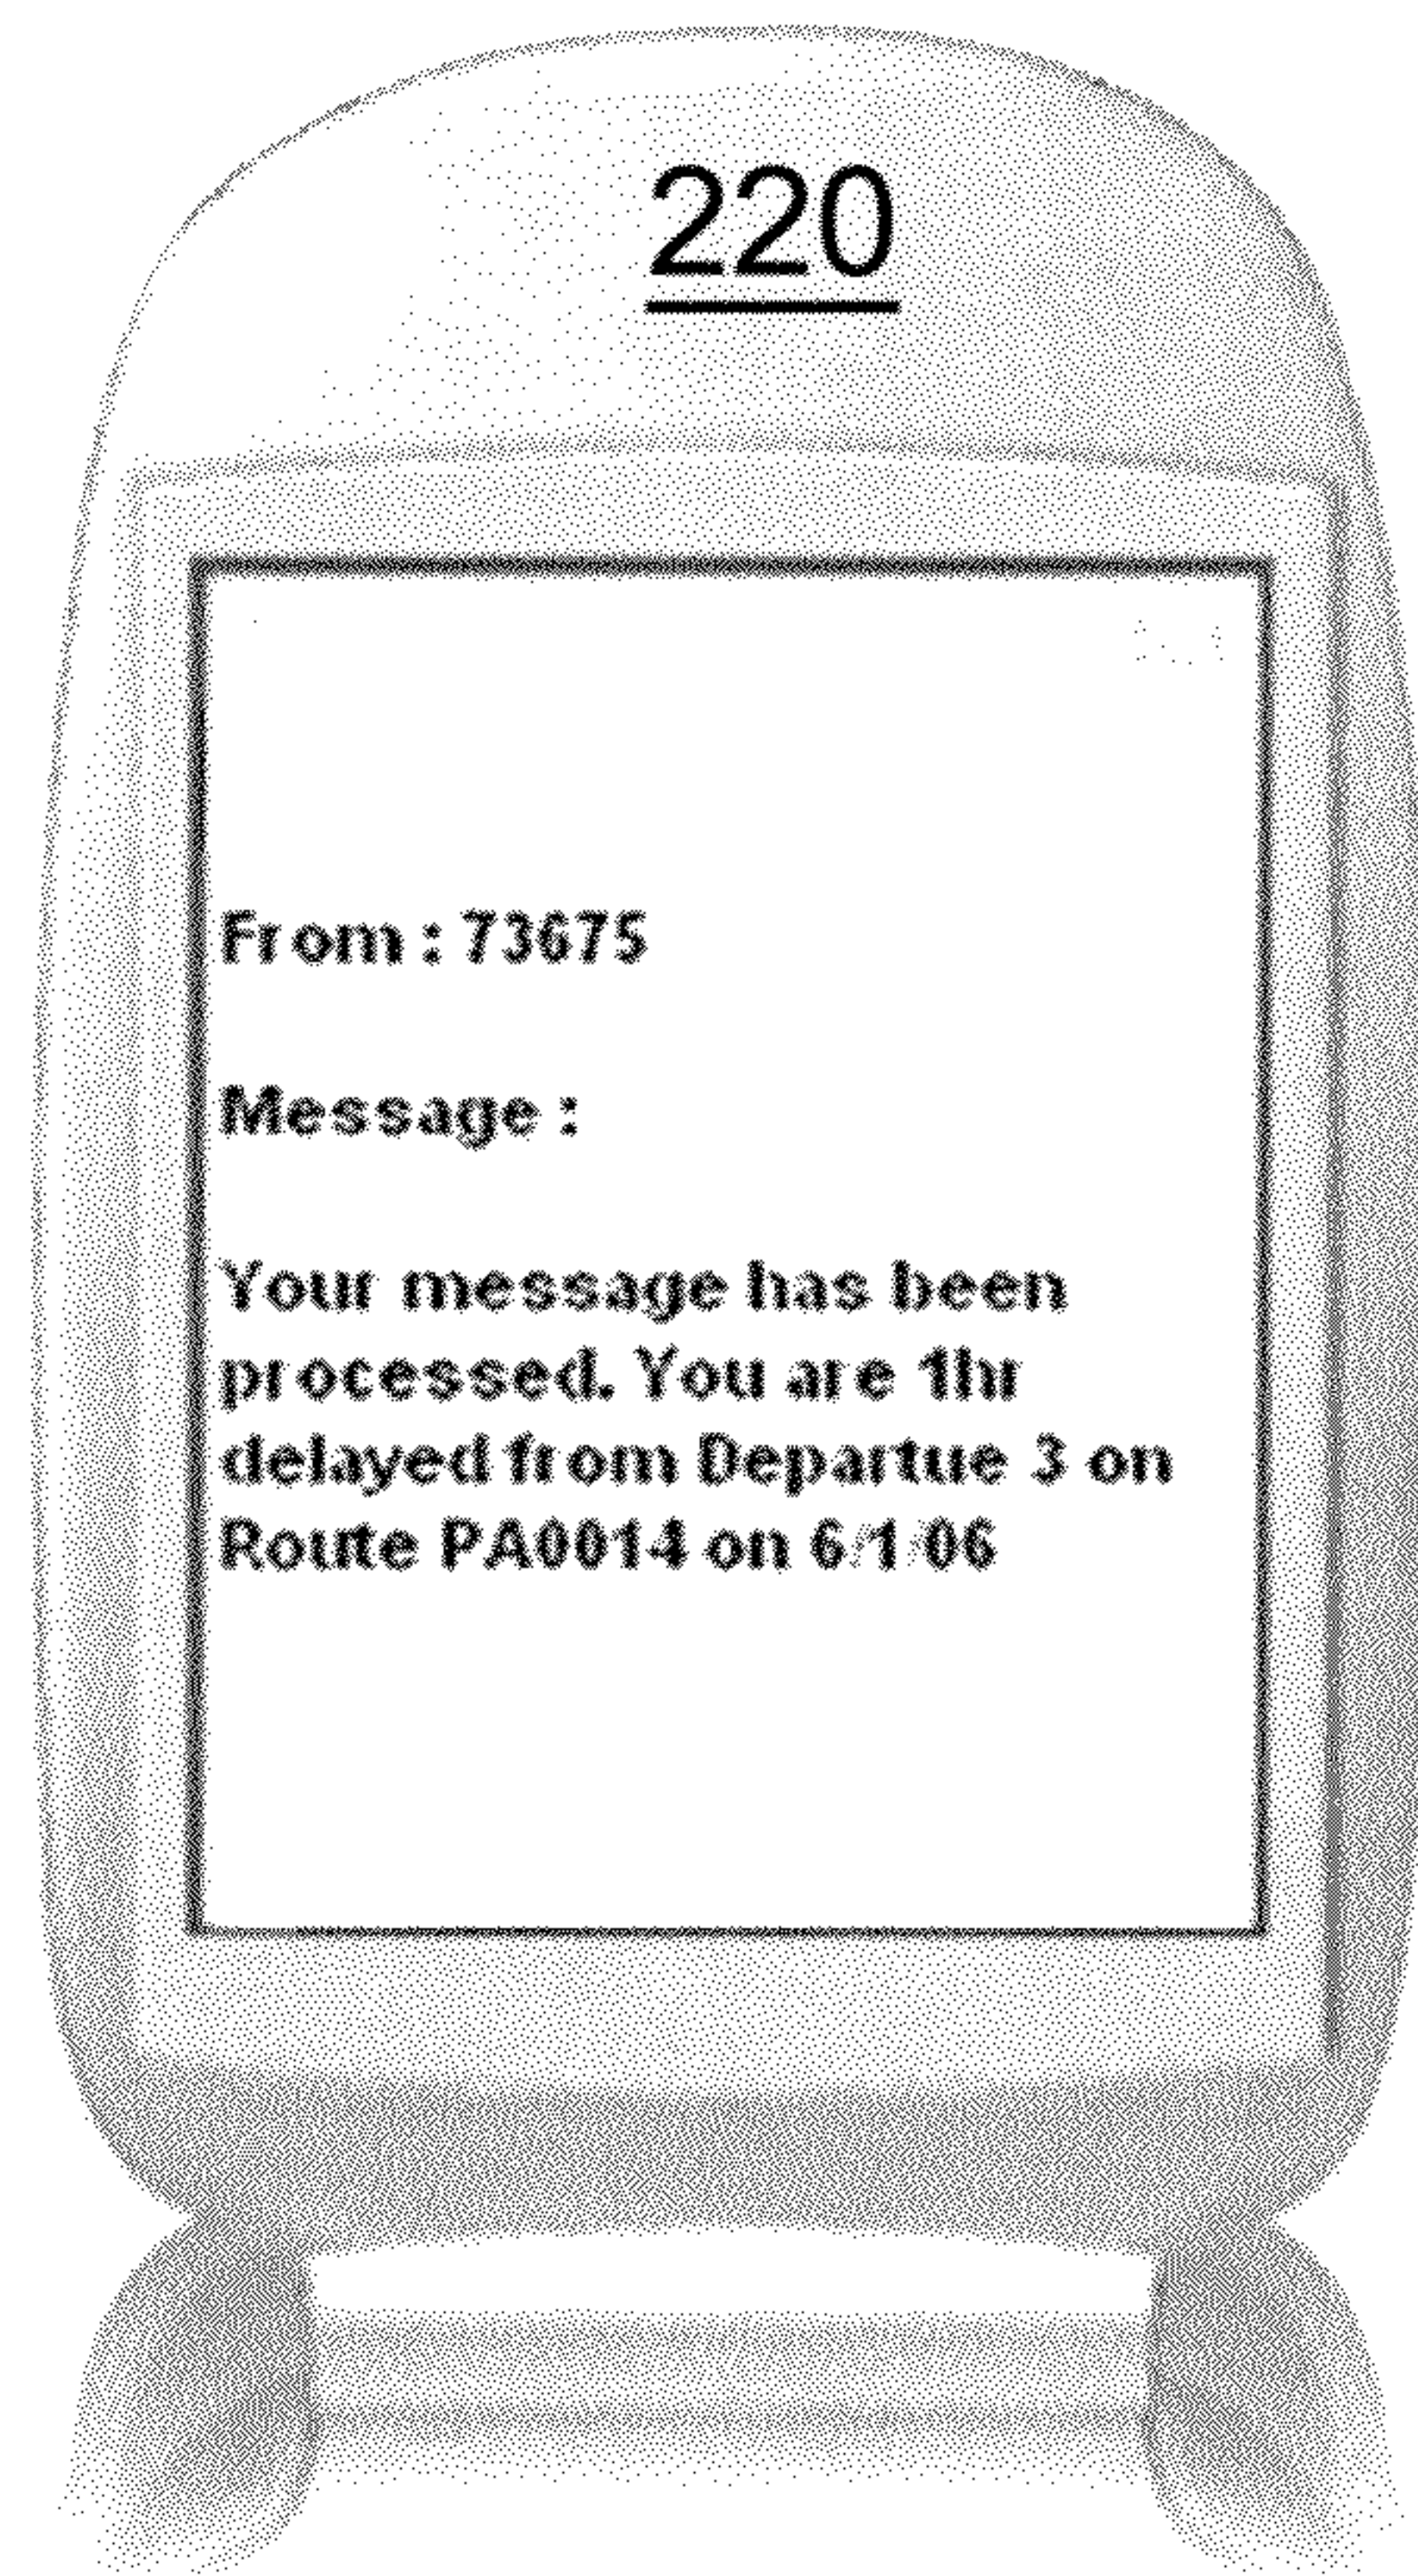 220
From : 73675
Message :
Your message has been
processed. You are 1hr
delayed from Departue 3 on
Route PA0014 on 6/1/06